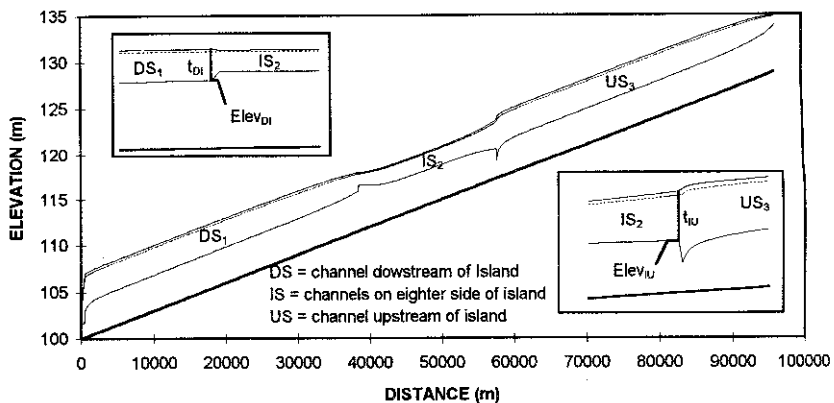 135
130
125
120
115
110
105
100
ELEVATION (m)
DS1 tDI IS2
ElevDI
US3
IS2
DS1
IS2 tIU US3
ElevIU
DS = channel dowstream of Island
IS = channels on eighter side of island
US = channel upstream of island
0 10000 20000 30000 40000 50000 60000 70000 80000 90000 100000
DISTANCE (m)